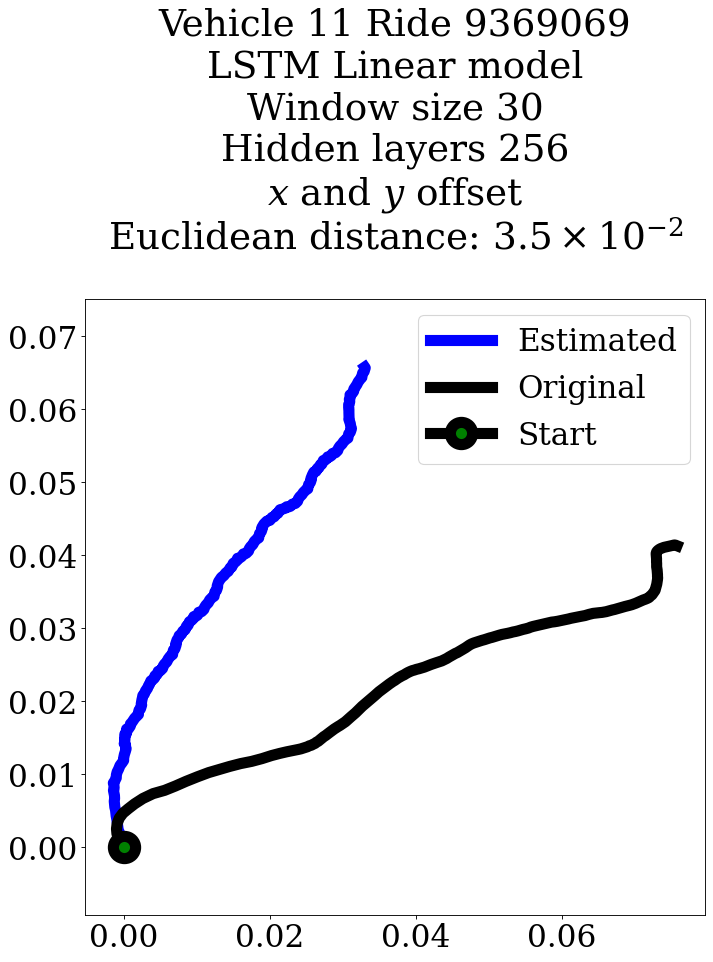 Vehicle 11 Ride 9369069
LSTM Linear model
Window size 30
Hidden layers 256
x and y offset
Euclidean distance: 3.5 × 10⁻²
0.07
0.06
0.05
0.04
0.03
0.02
0.01
0.00
Estimated
Original
Start
0.00 0.02 0.04 0.06